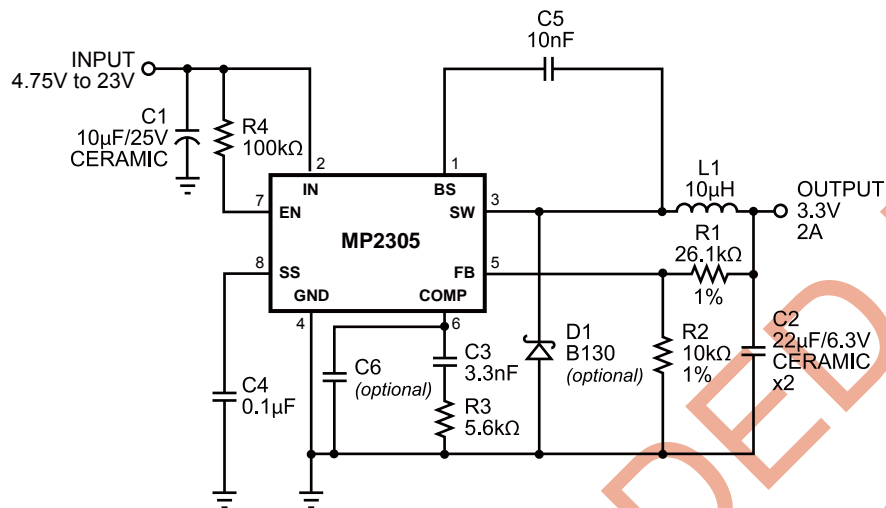 INPUT
4.75V to 23V
C1
10µF/25V
CERAMIC
R4
100kΩ
C5
10nF
2
1
IN
BS
7
EN
SW
3
MP2305
8
SS
FB
5
GND
COMP
4
6
L1
10µH
OUTPUT
3.3V
2A
R1
26.1kΩ
1%
C4
0.1µF
C6
(optional)
C3
3.3nF
R3
5.6kΩ
D1
B130
(optional)
R2
10kΩ
1%
C2
22µF/6.3V
CERAMIC
x2